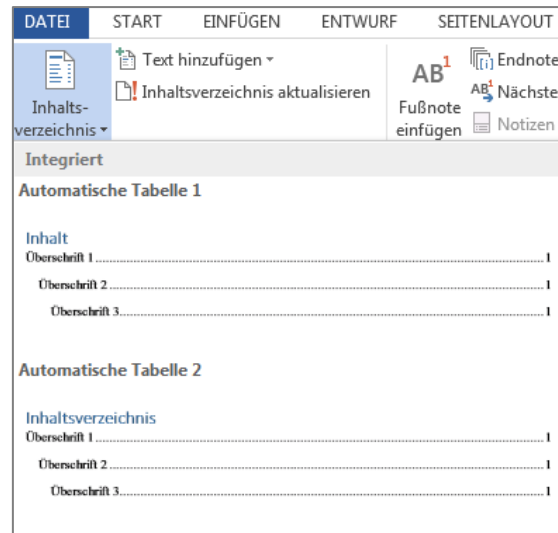 DATEI START EINFÜGEN ENTWURF SEITENLAYOUT
Text hinzufügen
Inhaltsverzeichnis aktualisieren
Inhalts-
verzeichnis
AB1
Fußnote
einfügen
Endnote
AB Nächste
Notizen
Integriert
Automatische Tabelle 1
Inhalt
Überschrift 1 1
Überschrift 2 1
Überschrift 3 1
Automatische Tabelle 2
Inhaltsverzeichnis
Überschrift 1 1
Überschrift 2 1
Überschrift 3 1